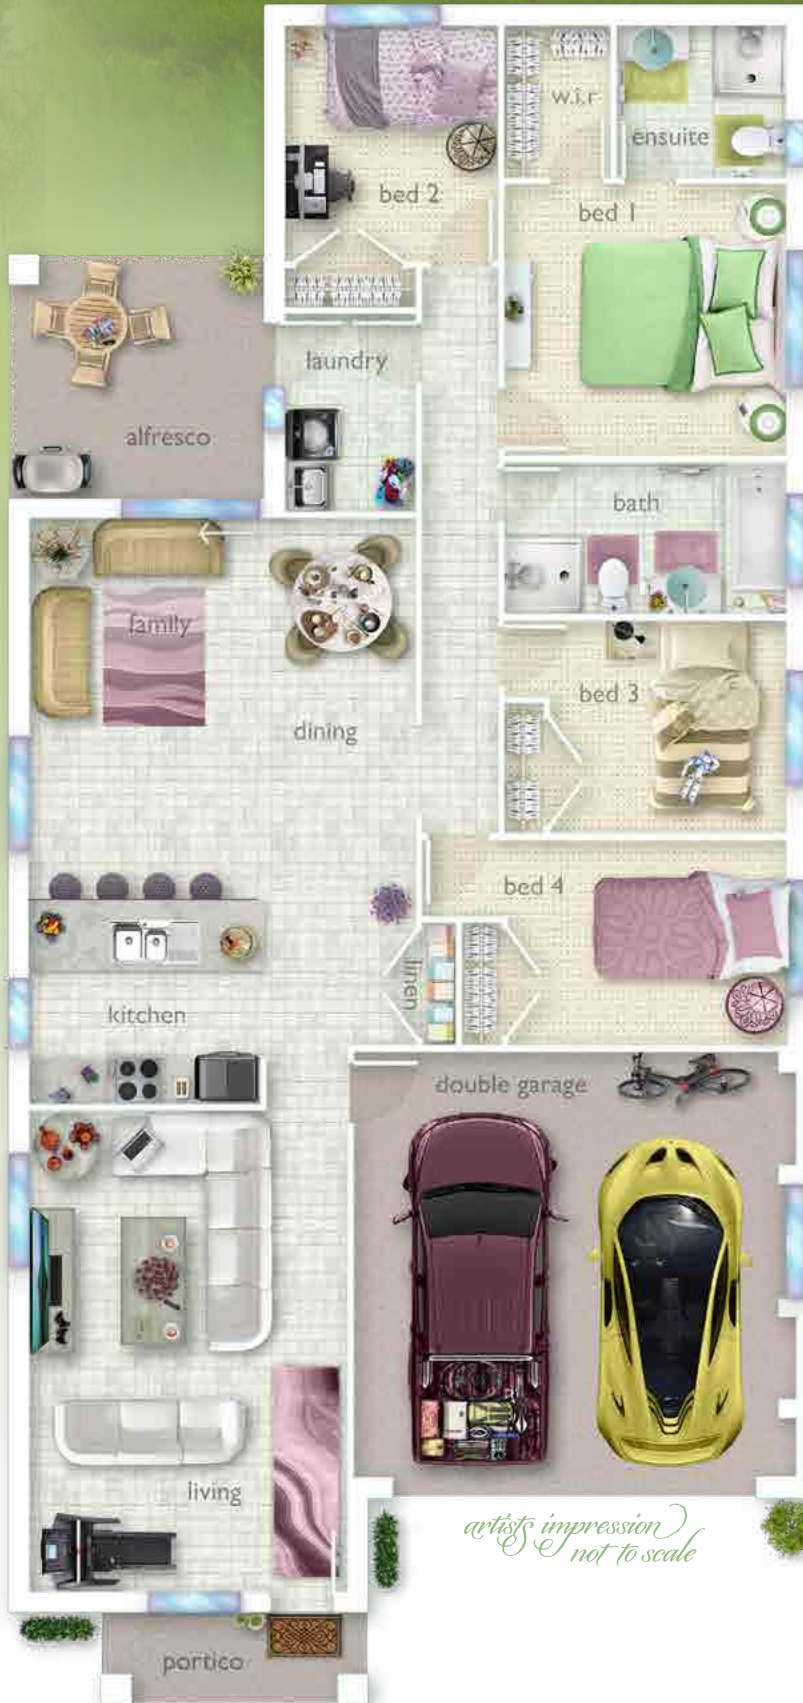 w.i.r
ensuite
bed 2
bed 1
laundry
alfresco
bath
family
bed 3
dining
bed 4
linen
kitchen
double garage
living
artists impression
not to scale
portico